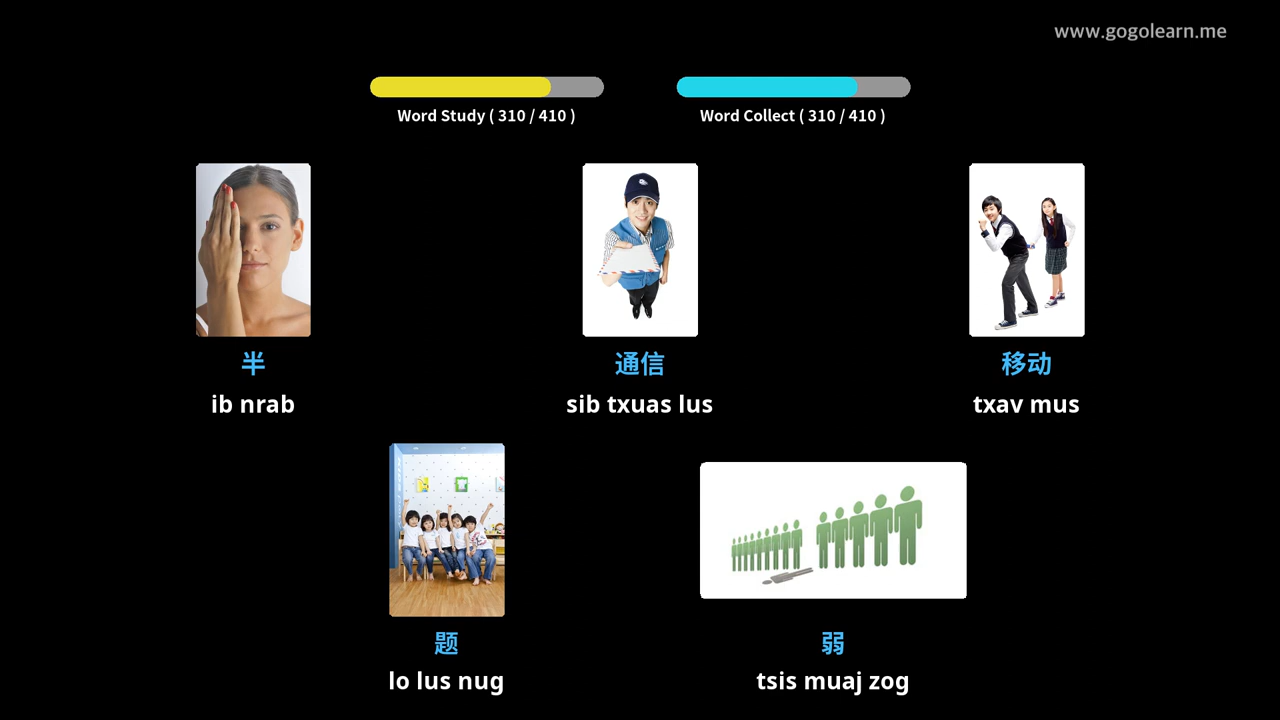 www.gogolearn.me
Word Study ( 310 / 410 )
Word Collect ( 310 / 410 )
半
ib nrab
通信
sib txuas lus
移动
txav mus
题
lo lus nug
弱
tsis muaj zog